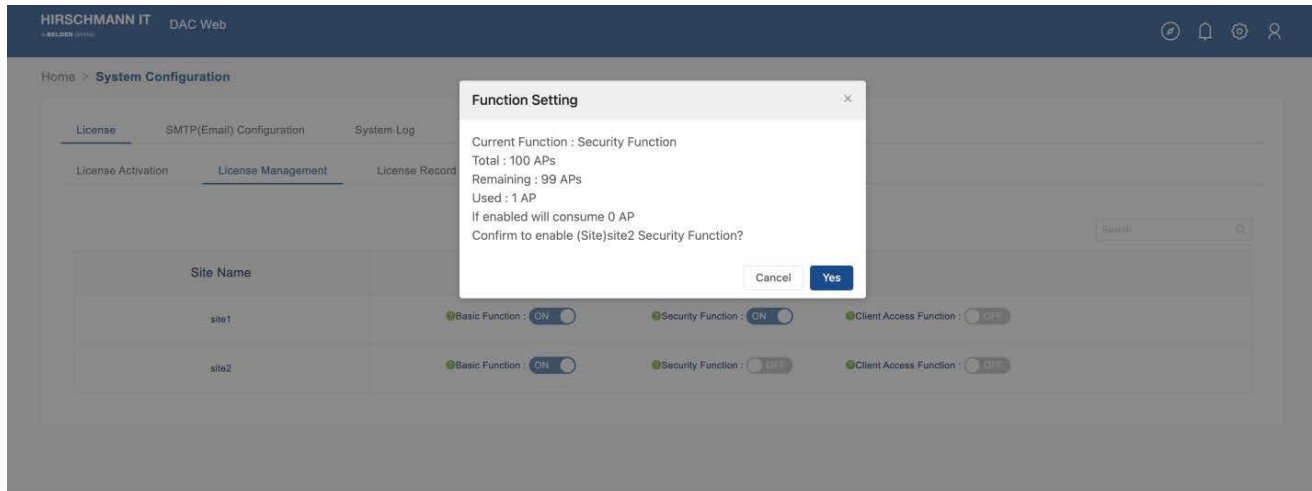 HIRSCHMANN IT
DAC Web
A BELDEN BRAND
Home > System Configuration
Function Setting
License
SMTP(Email) Configuration
System Log
Current Function : Security Function
Total : 100 APs
License Activation
License Management
License Record
Remaining : 99 APs
Used : 1 AP
If enabled will consume 0 AP
Confirm to enable (Site)site2 Security Function?
Search
Cancel
Yes
Site Name
site1
Basic Function : ON
Security Function : ON
Client Access Function : OFF
site2
Basic Function : ON
Security Function : OFF
Client Access Function : OFF